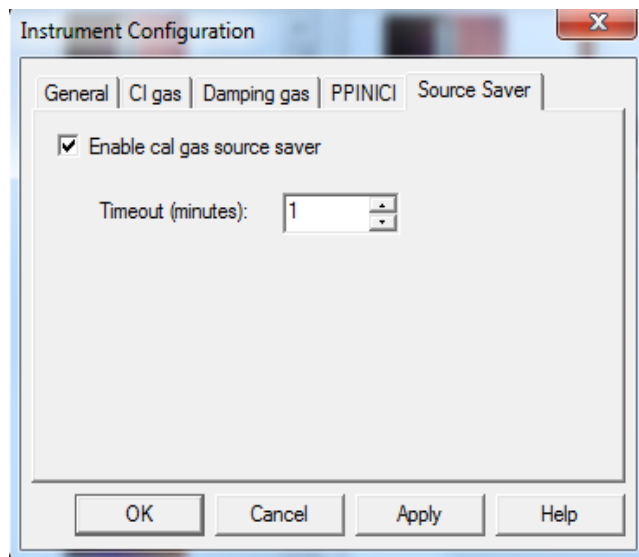 Instrument Configuration
X
General CI gas Damping gas PPINICI Source Saver
Enable cal gas source saver
Timeout (minutes): 1
OK Cancel Apply Help